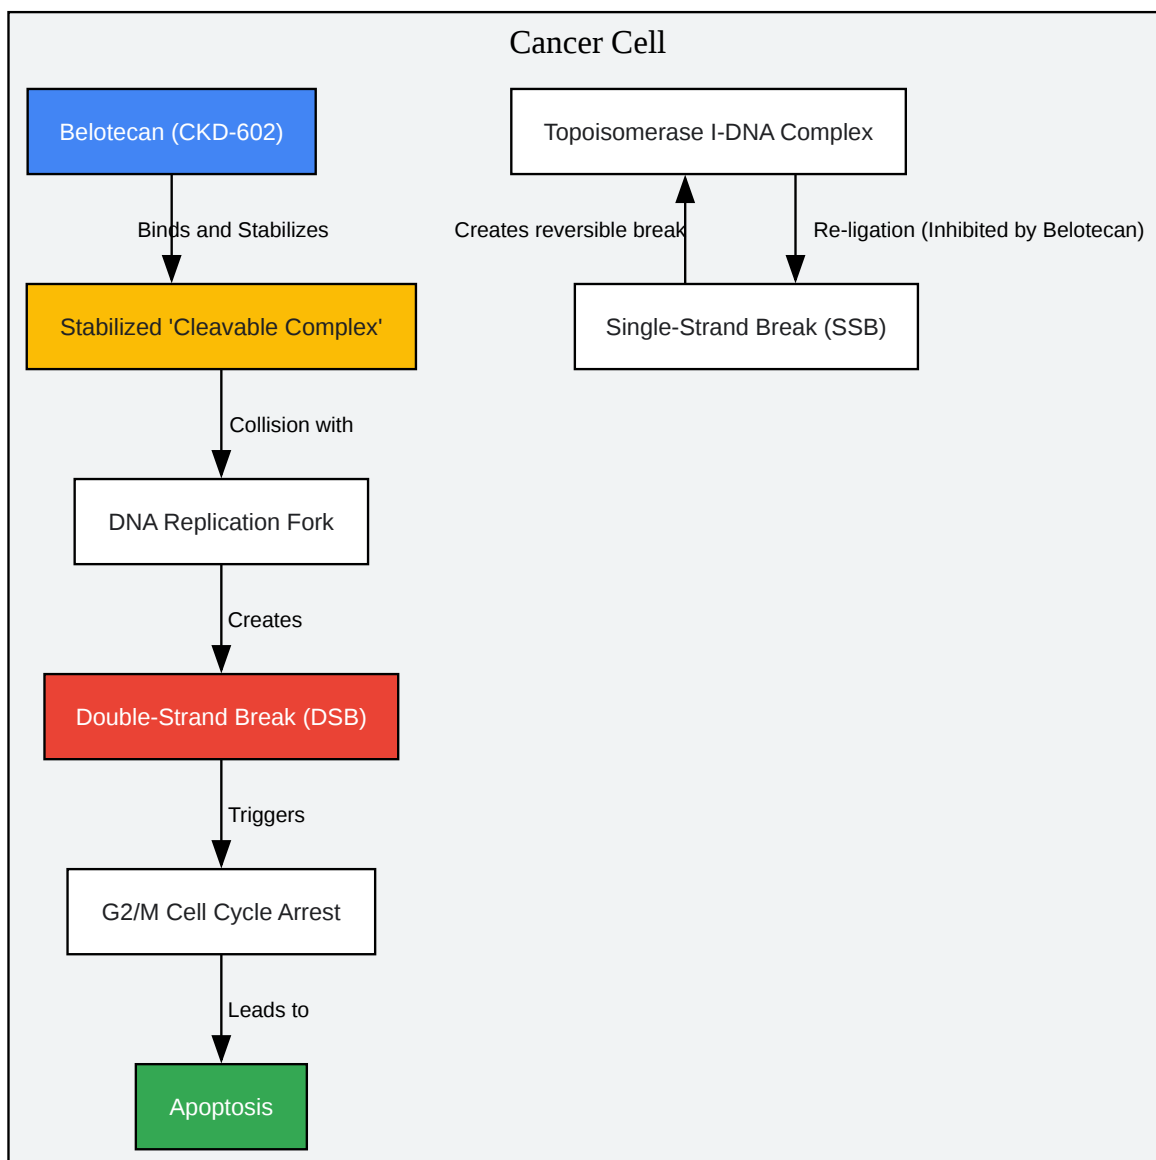 Cancer Cell
Belotecan (CKD-602)
Topoisomerase I-DNA Complex
Binds and Stabilizes
Creates reversible break
Re-ligation (Inhibited by Belotecan)
Stabilized 'Cleavable Complex'
Single-Strand Break (SSB)
Collision with
DNA Replication Fork
Creates
Double-Strand Break (DSB)
Triggers
G2/M Cell Cycle Arrest
Leads to
Apoptosis